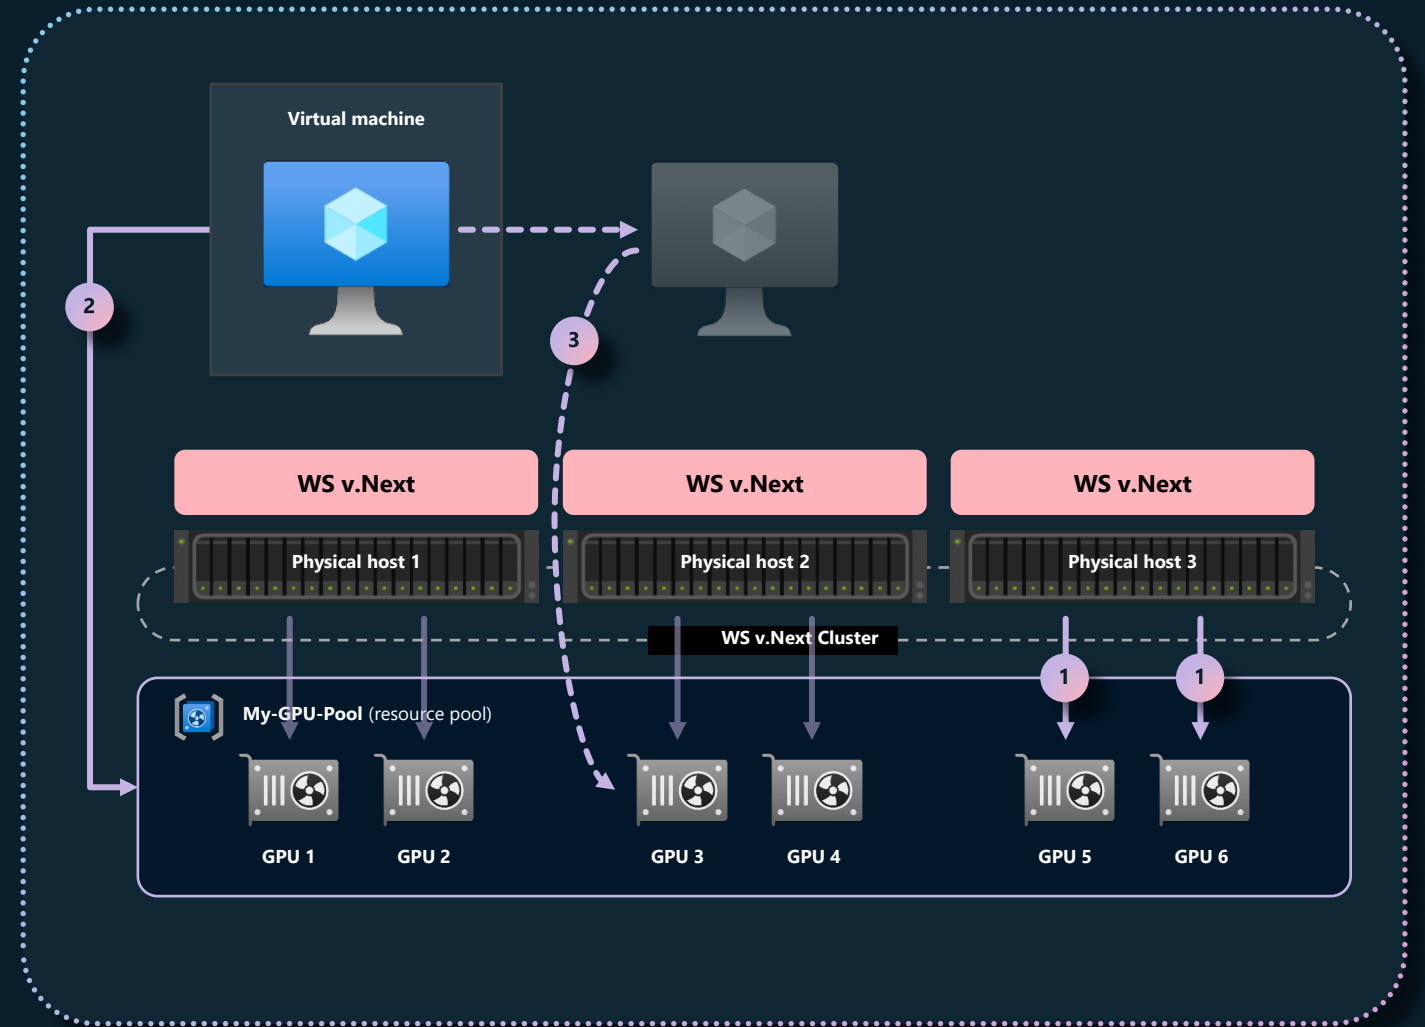 Virtual machine
2
3
WS v.Next
WS v.Next
WS v.Next
Physical host 1
Physical host 2
Physical host 3
WS v.Next Cluster
1
1
My-GPU-Pool (resource pool)
GPU 1
GPU 2
GPU 3
GPU 4
GPU 5
GPU 6